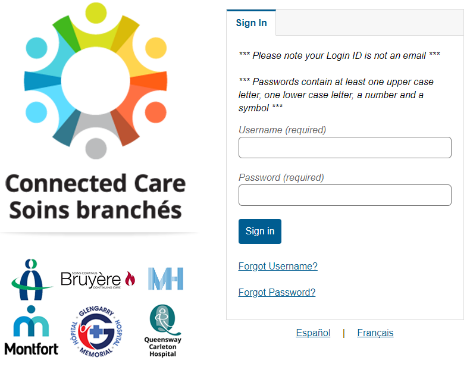 Connected Care
Soins branchés
Bruyère
MH
Montfort
HÔPITAL GLENGARRY HOSPITAL
MEMORIAL
Queensway
Carleton
Hospital
Sign In
*** Please note your Login ID is not an email ***
*** Passwords contain at least one upper case
letter, one lower case letter, a number and a
symbol ***
Username (required)
Password (required)
Sign in
Forgot Username?
Forgot Password?
Español | Français